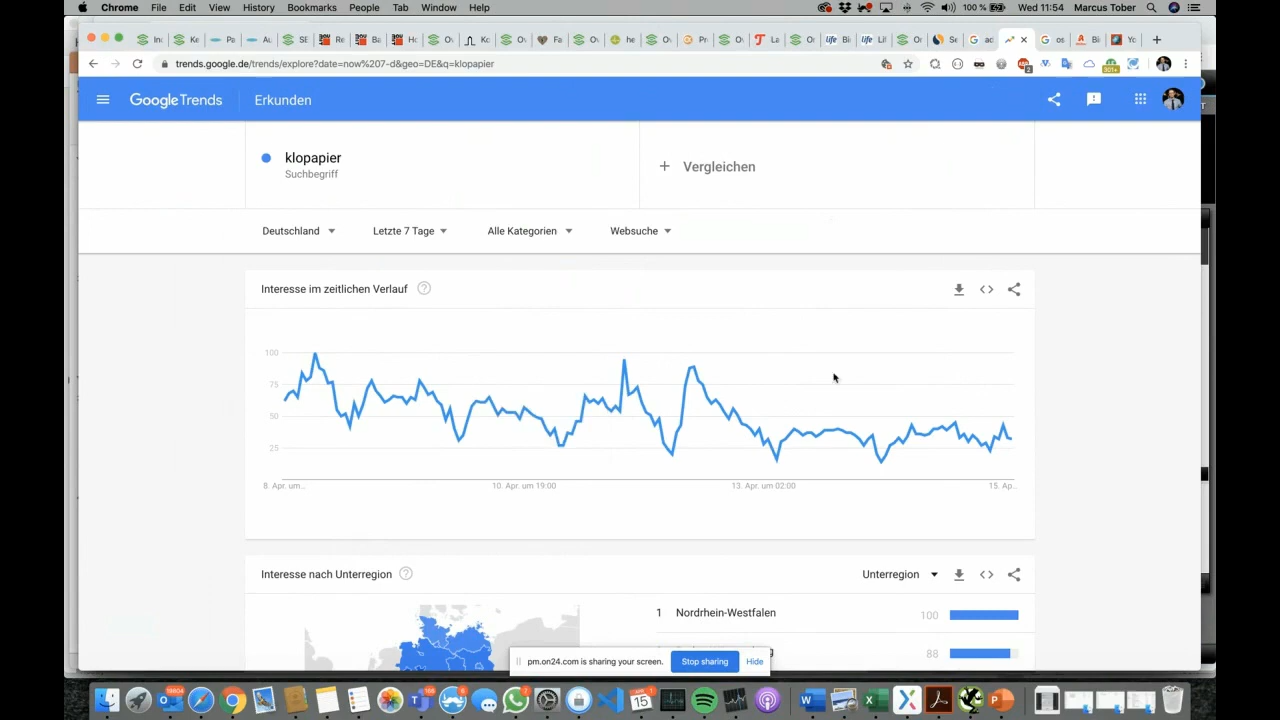 Chrome File Edit View History Bookmarks People Tab Window Help 100 % Wed 11:54 Marcus Tober
trends.google.de/trends/explore?date=now%207-d&geo=DE&q=klopapier
GoogleTrends Erkunden
klopapier
Suchbegriff
+ Vergleichen
Deutschland Letzte 7 Tage Alle Kategorien Websuche
Interesse im zeitlichen Verlauf
100
75
50
25
8. Apr. um... 10. Apr. um 19:00 13. Apr. um 02:00 15. Ap...
Interesse nach Unterregion Unterregion
1 Nordrhein-Westfalen 100
88
pm.on24.com is sharing your screen. Stop sharing Hide